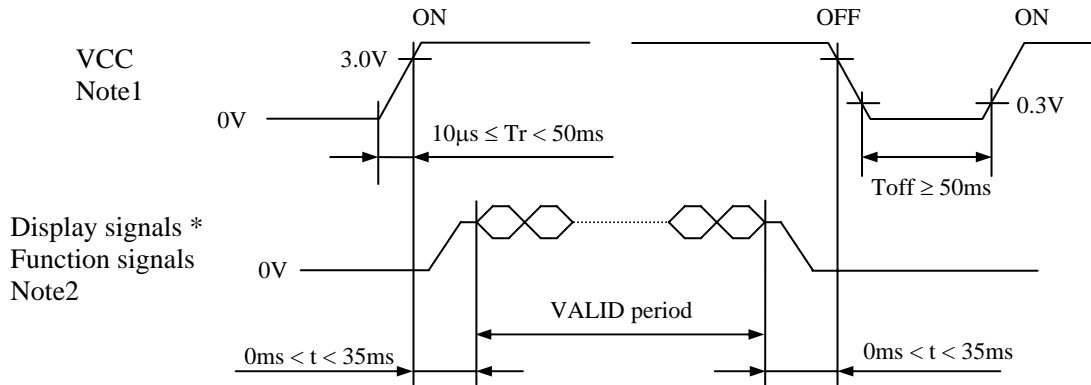 ON OFF ON
VCC
Note1
3.0V
0V
0.3V
10μs ≤ Tr < 50ms
Toff ≥ 50ms
Display signals *
Function signals
Note2
0V
VALID period
0ms < t < 35ms
0ms < t < 35ms